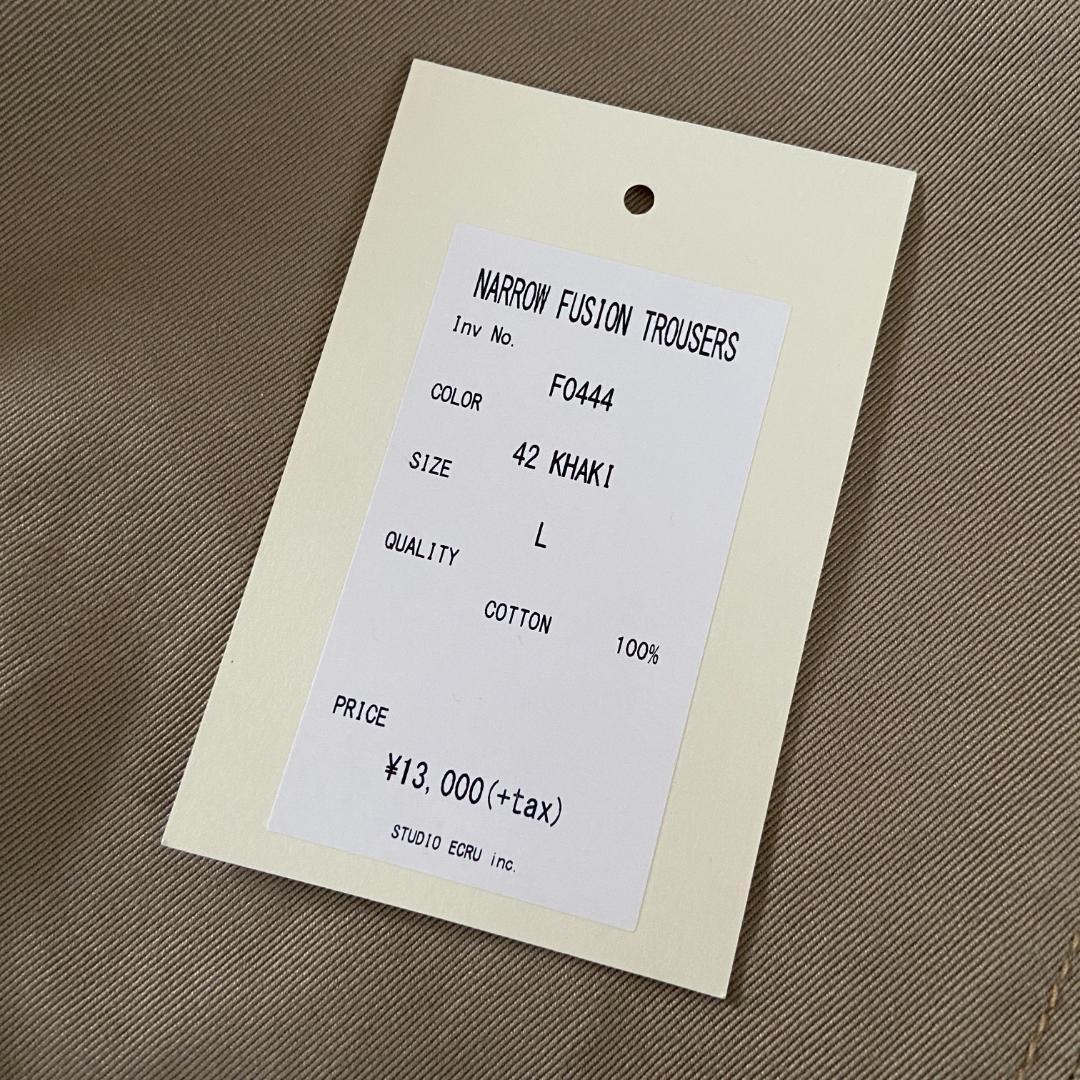 NARROW FUSION TROUSERS
Inv No.
F0444
COLOR
42 KHAKI
SIZE
L
QUALITY
COTTON 100%
PRICE
¥13,000(+tax)
STUDIO ECRU inc.